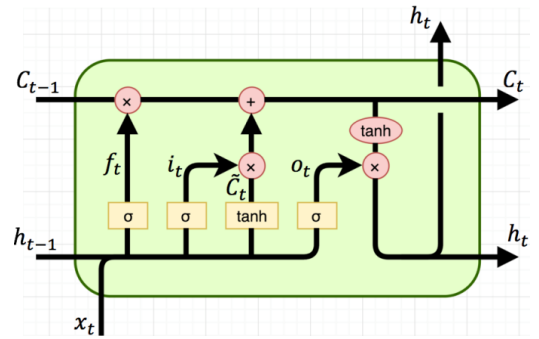 h_t
C_{t-1} × + C_t
tanh
f_t i_t × o_t ×
C̃_t
σ σ tanh σ
h_{t-1} h_t
x_t